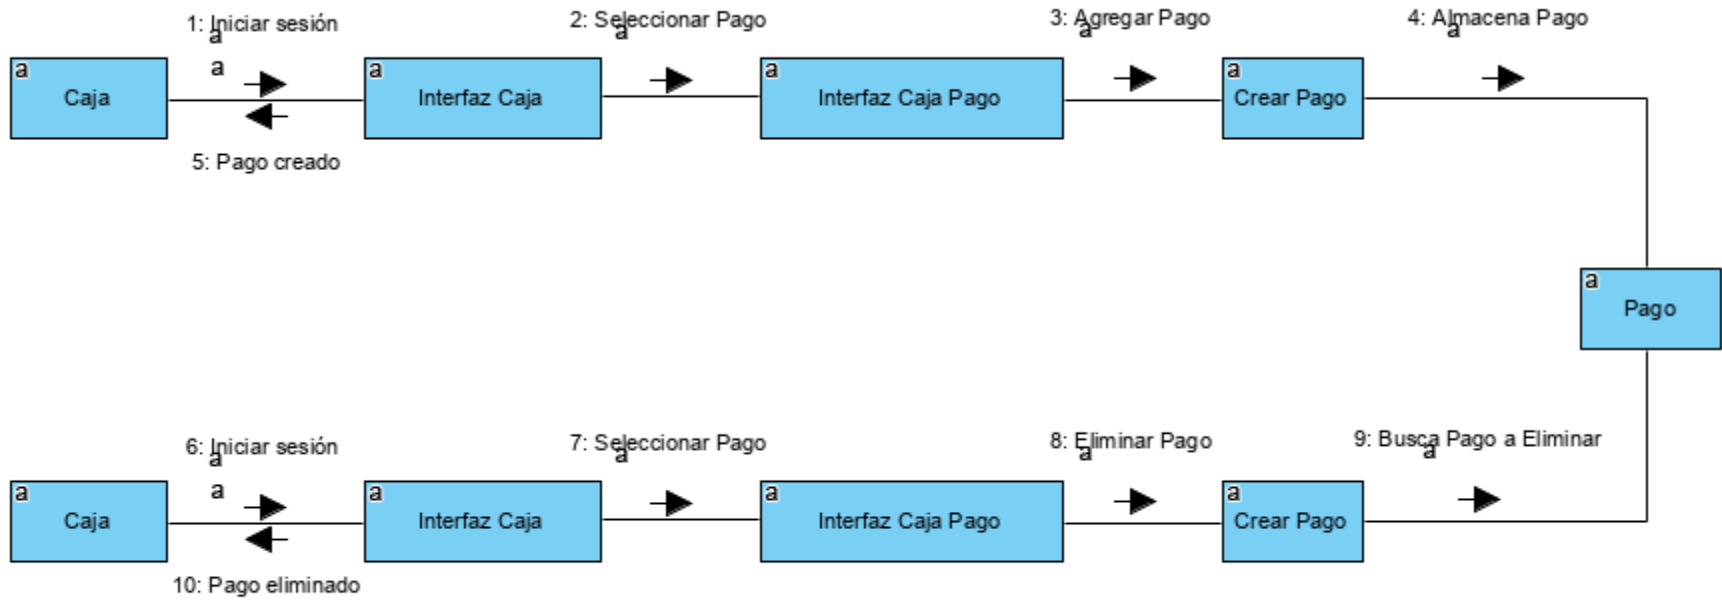 1: Iniciar sesión
2: Seleccionar Pago
3: Agregar Pago
4: Almacena Pago
a
a
a
a
a
a
Caja
a
Interfaz Caja
a
Interfaz Caja Pago
a
Crear Pago
5: Pago creado
a
Pago
6: Iniciar sesión
7: Seleccionar Pago
8: Eliminar Pago
9: Busca Pago a Eliminar
a
a
a
a
a
a
Caja
a
Interfaz Caja
a
Interfaz Caja Pago
a
Crear Pago
10: Pago eliminado